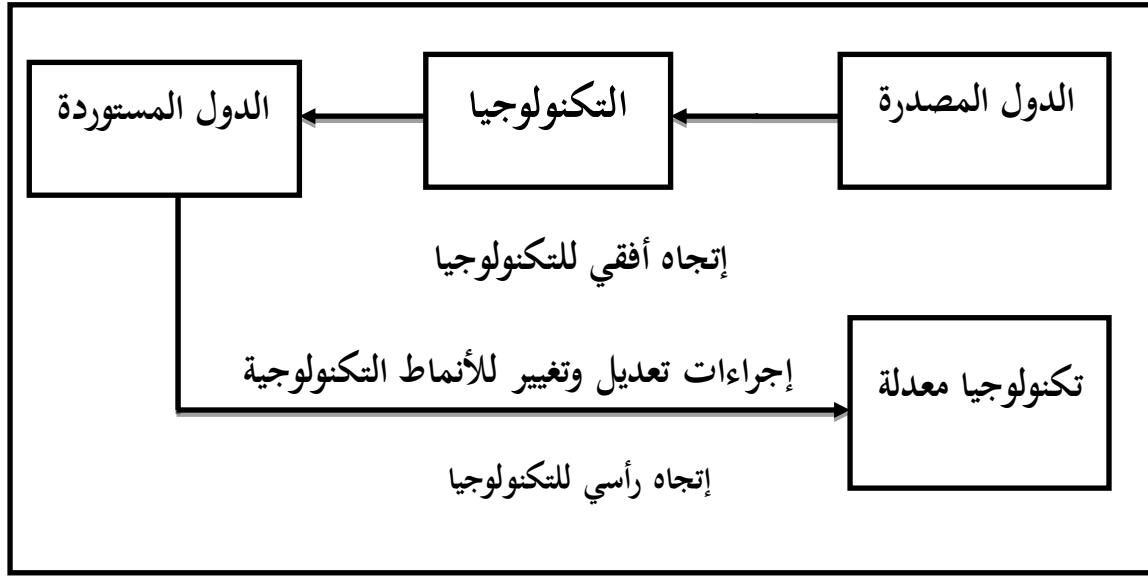 الدول المصدرة
التكنولوجيا
الدول المستوردة
إتجاه أفقي للتكنولوجيا
إجراءات تعديل وتغيير للأنماط التكنولوجية
تكنولوجيا معدلة
إتجاه رأسي للتكنولوجيا